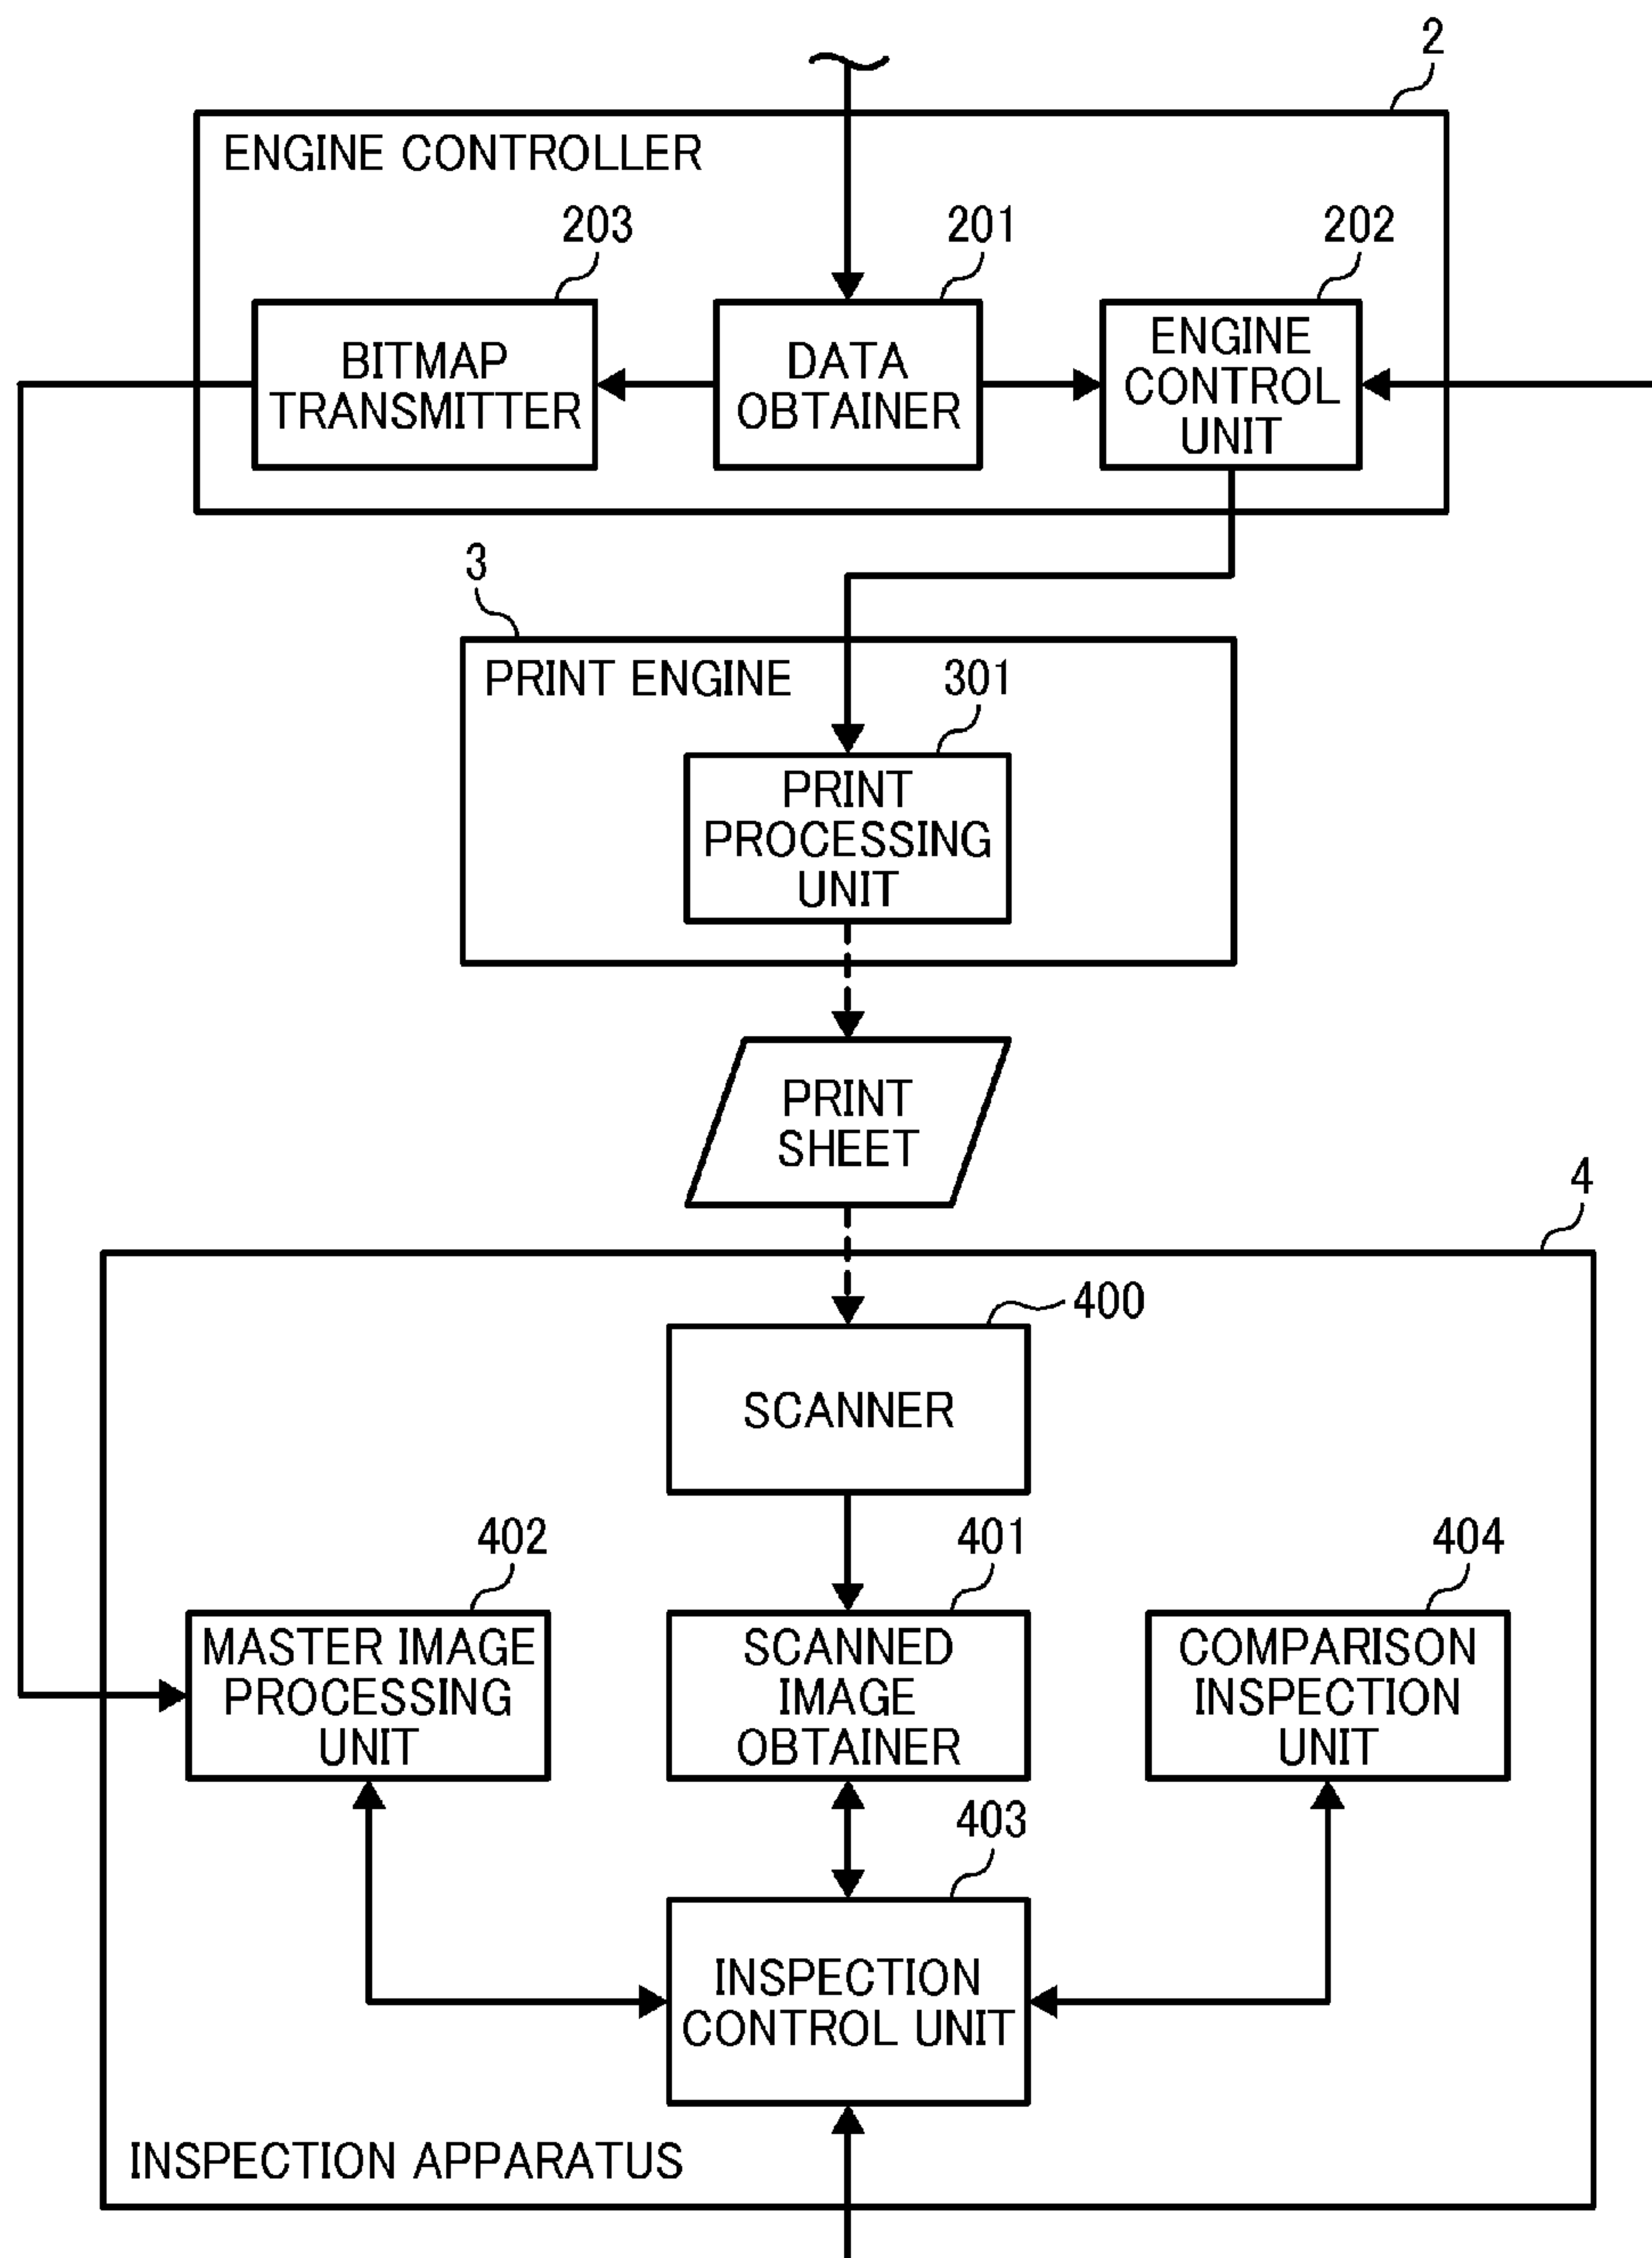 2
ENGINE CONTROLLER
203
201
202
BITMAP
TRANSMITTER
DATA
OBTAINER
ENGINE
CONTROL
UNIT
3
PRINT ENGINE
301
PRINT
PROCESSING
UNIT
PRINT
SHEET
4
400
SCANNER
402
401
404
MASTER IMAGE
PROCESSING
UNIT
SCANNED
IMAGE
OBTAINER
COMPARISON
INSPECTION
UNIT
403
INSPECTION
CONTROL UNIT
INSPECTION APPARATUS